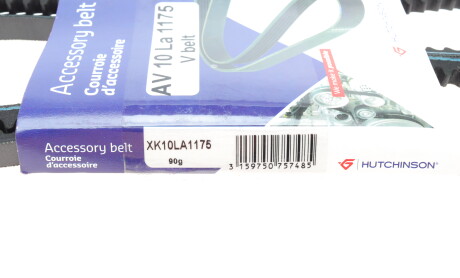 Accessory belt
Courroie
d'accessoire
AV 10 La 1175
V belt
Accessory belt
Courroie
d'accessoire
XK10LA1175
90g
3 159750 757485
HUTCHINSON